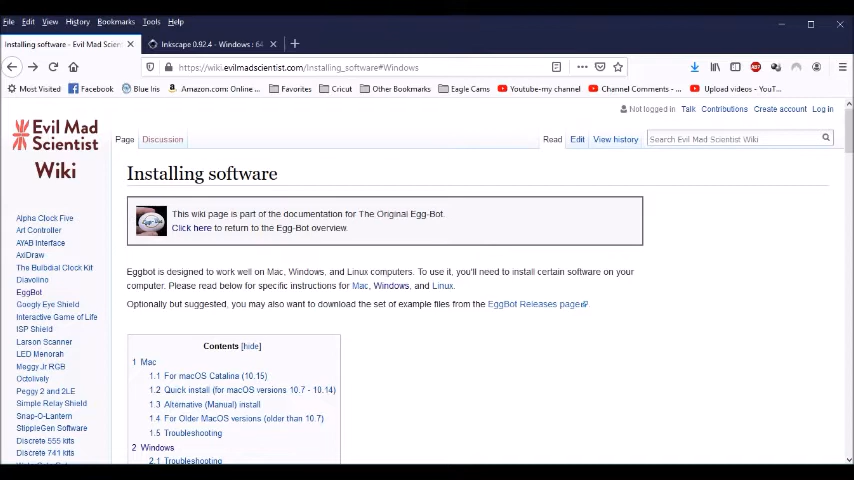 File Edit View History Bookmarks Tools Help
Installing software - Evil Mad Scient
Inkscape 0.92.4 - Windows : 64
https://wiki.evilmadscientist.com/Installing_software#Windows
Most Visited Facebook Blue Iris Amazon.com: Online ... Favorites Cricut Other Bookmarks Eagle Cams Youtube-my channel Channel Comments - ... Upload videos - YouT...
Not logged in Talk Contributions Create account Log in
Evil Mad
Scientist
Wiki
Page Discussion Read Edit View history Search Evil Mad Scientist Wiki
Installing software
This wiki page is part of the documentation for The Original Egg-Bot.
Click here to return to the Egg-Bot overview.
Eggbot is designed to work well on Mac, Windows, and Linux computers. To use it, you'll need to install certain software on your
computer. Please read below for specific instructions for Mac, Windows, and Linux.
Optionally but suggested, you may also want to download the set of example files from the EggBot Releases page.
Contents [hide]
1 Mac
1.1 For macOS Catalina (10.15)
1.2 Quick install (for macOS versions 10.7 - 10.14)
1.3 Alternative (Manual) install
1.4 For Older MacOS versions (older than 10.7)
1.5 Troubleshooting
2 Windows
2.1 Troubleshooting
Alpha Clock Five
Art Controller
AYAB Interface
AxiDraw
The Bulbdial Clock Kit
Diavolino
EggBot
Googly Eye Shield
Interactive Game of Life
ISP Shield
Larson Scanner
LED Menorah
Meggy Jr RGB
Octolively
Peggy 2 and 2LE
Simple Relay Shield
Snap-O-Lantern
StippleGen Software
Discrete 555 kits
Discrete 741 kits